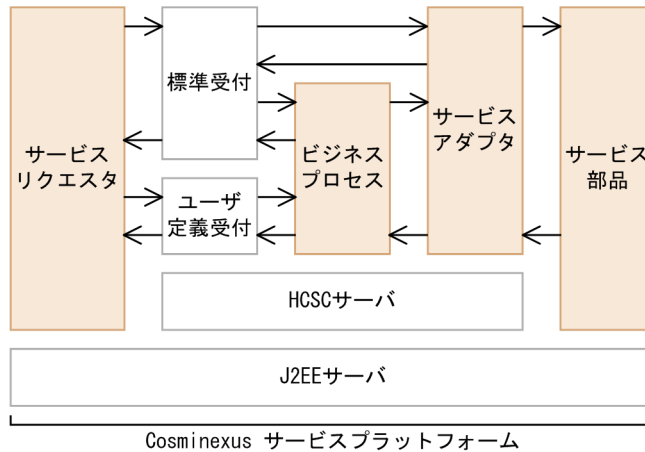 サービス
リクエスタ
標準受付
ユーザ
定義受付
ビジネス
プロセス
サービス
アダプタ
サービス
部品
HCSCサーバ
J2EEサーバ
Cosminexus サービスプラットフォーム